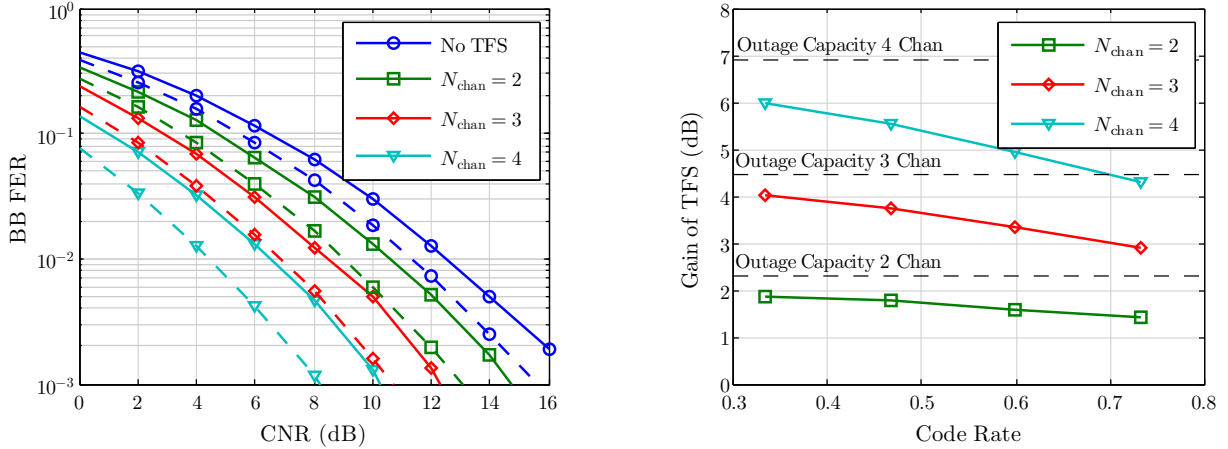 10^0
10^-1
10^-2
10^-3
BB FER
0 2 4 6 8 10 12 14 16
CNR (dB)
No TFS
N_chan = 2
N_chan = 3
N_chan = 4
8
7
6
5
4
3
2
1
0
Gain of TFS (dB)
Outage Capacity 4 Chan
Outage Capacity 3 Chan
Outage Capacity 2 Chan
N_chan = 2
N_chan = 3
N_chan = 4
0.3 0.4 0.5 0.6 0.7 0.8
Code Rate